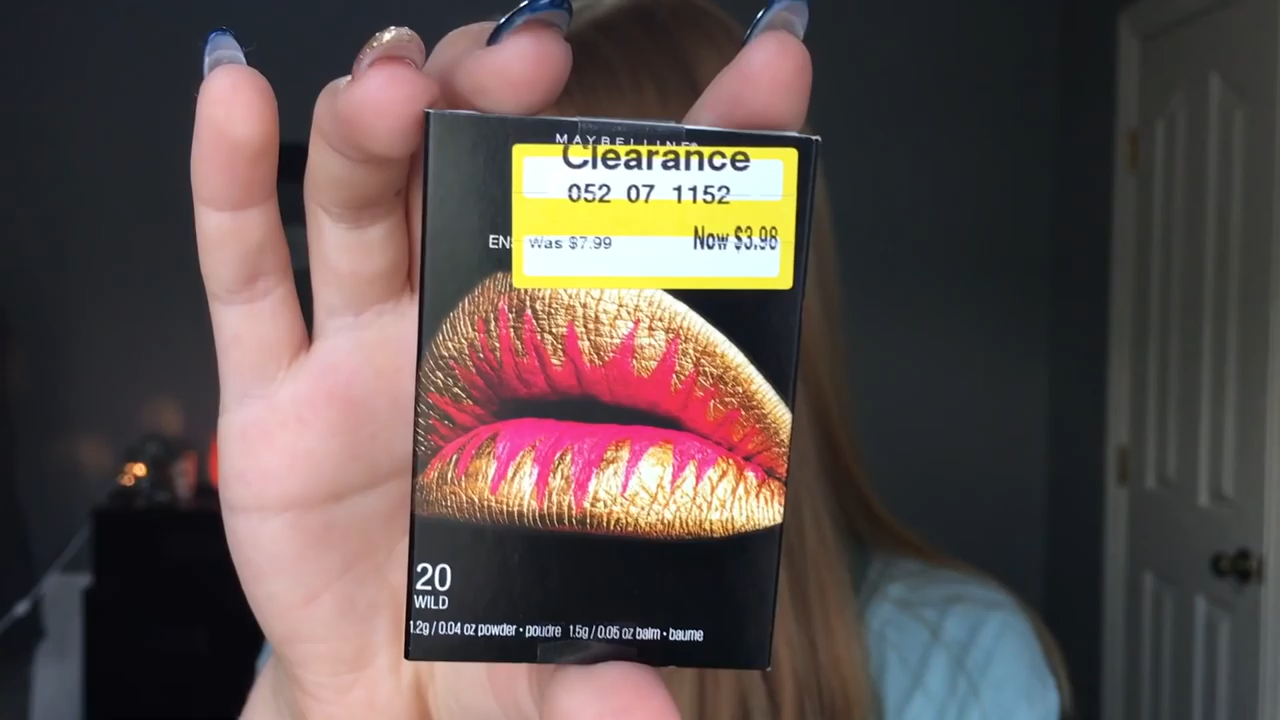 MAYBELLINE
Clearance
052 07 1152
EN
Was $7.99 Now $3.98
20
WILD
1.2g / 0.04 oz powder • poudre 1.5g / 0.05 oz balm • baume